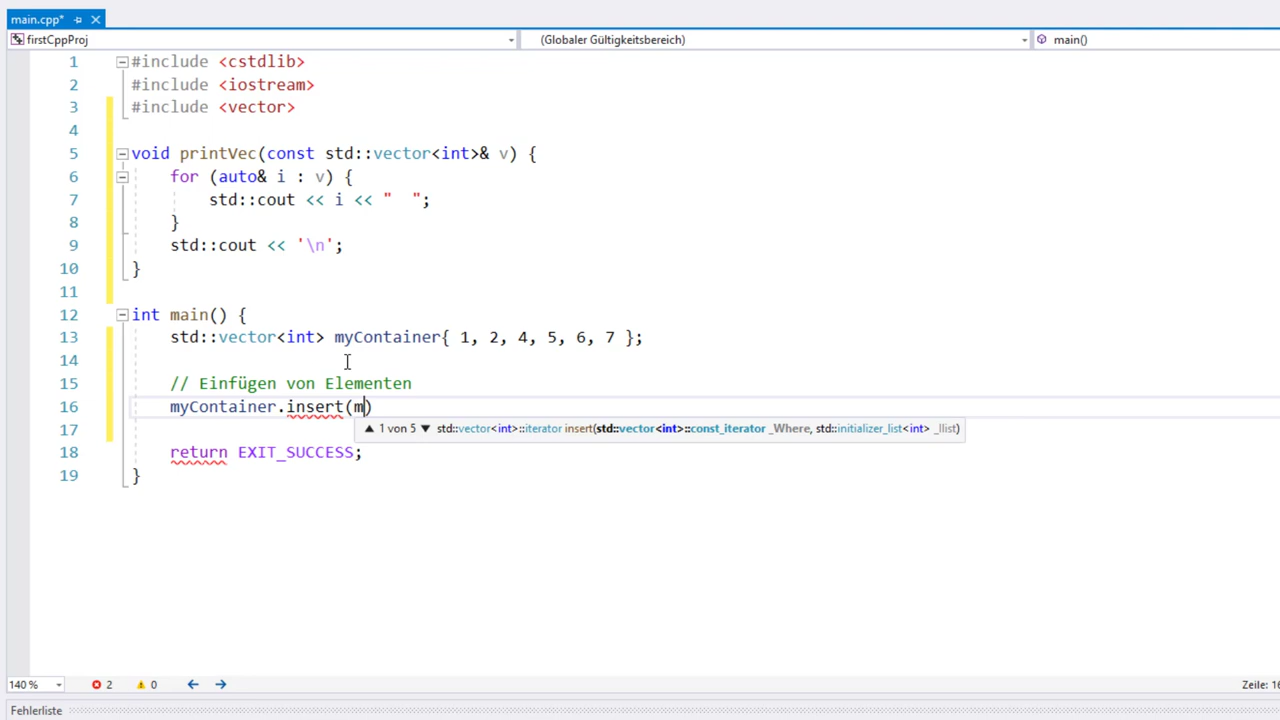 main.cpp*
firstCppProj (Globaler Gültigkeitsbereich) main()
1 #include <cstdlib>
2 #include <iostream>
3 #include <vector>
4
5 void printVec(const std::vector<int>& v) {
6 for (auto& i : v) {
7 std::cout << i << "  ";
8 }
9 std::cout << '\n';
10 }
11
12 int main() {
13 std::vector<int> myContainer{ 1, 2, 4, 5, 6, 7 };
14
15 // Einfügen von Elementen
16 myContainer.insert(m)
17 ▲ 1 von 5 ▼ std::vector<int>::iterator insert(std::vector<int>::const_iterator _Where, std::initializer_list<int> _Ilist)
18 return EXIT_SUCCESS;
19 }
140 % 2 0 Zeile: 16
Fehlerliste